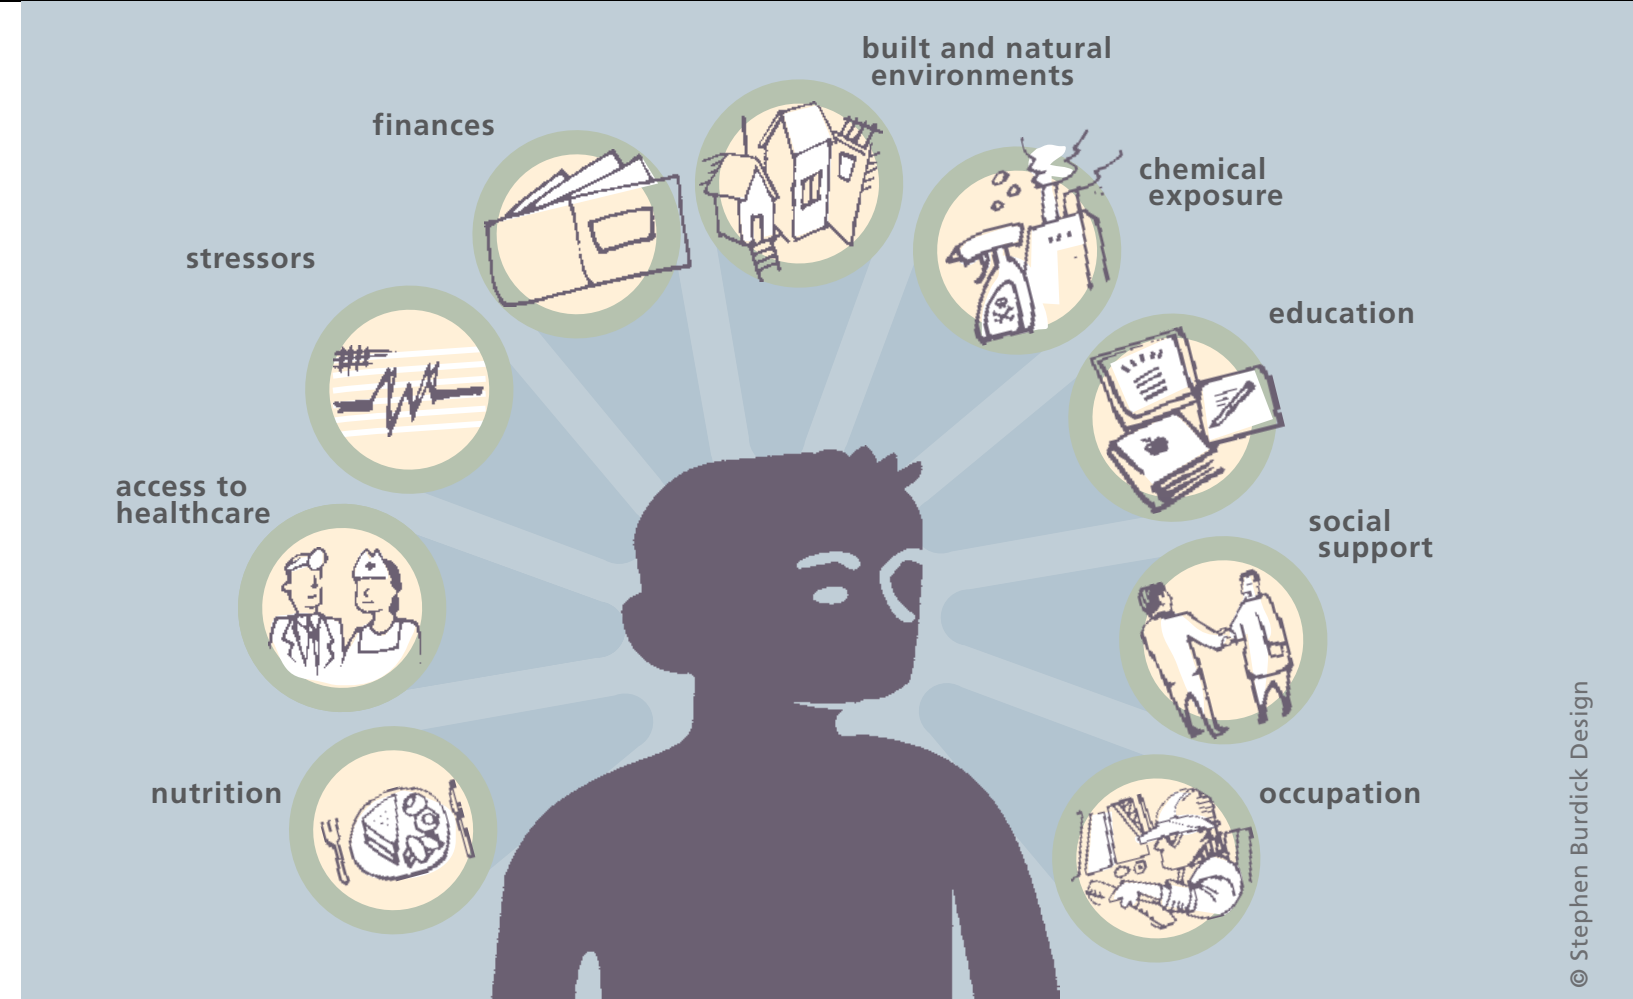 built and natural
environments
finances
chemical
exposure
stressors
education
access to
healthcare
social
support
nutrition
occupation
© Stephen Burdick Design